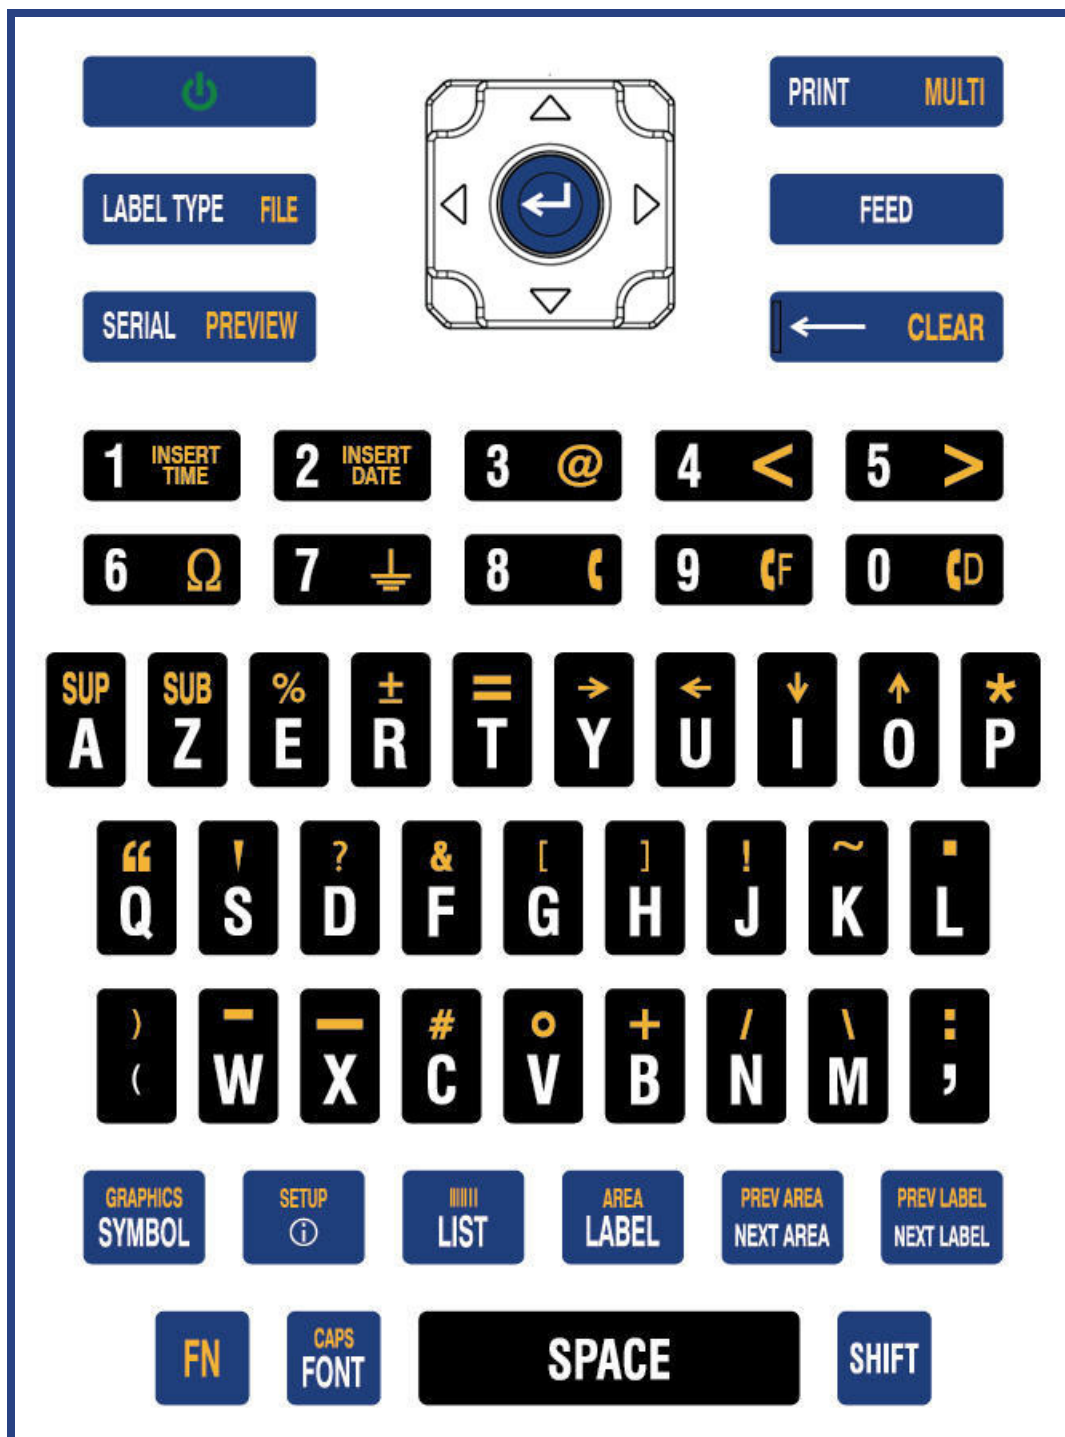 PRINT MULTI
LABEL TYPE FILE
FEED
SERIAL PREVIEW
CLEAR
1 INSERT TIME 2 INSERT DATE 3 @ 4 < 5 >
6 Ω 7 ⏚ 8 9 F 0 D
SUP SUB % ± = → ← ↓ ↑ *
A Z E R T Y U I O P
“ ' ? & [ ] ! ~ ▪
Q S D F G H J K L
) - — # ° + / \ :
( W X C V B N M ,
GRAPHICS SETUP AREA PREV AREA PREV LABEL
SYMBOL ⓘ LIST LABEL NEXT AREA NEXT LABEL
CAPS
FN FONT SPACE SHIFT